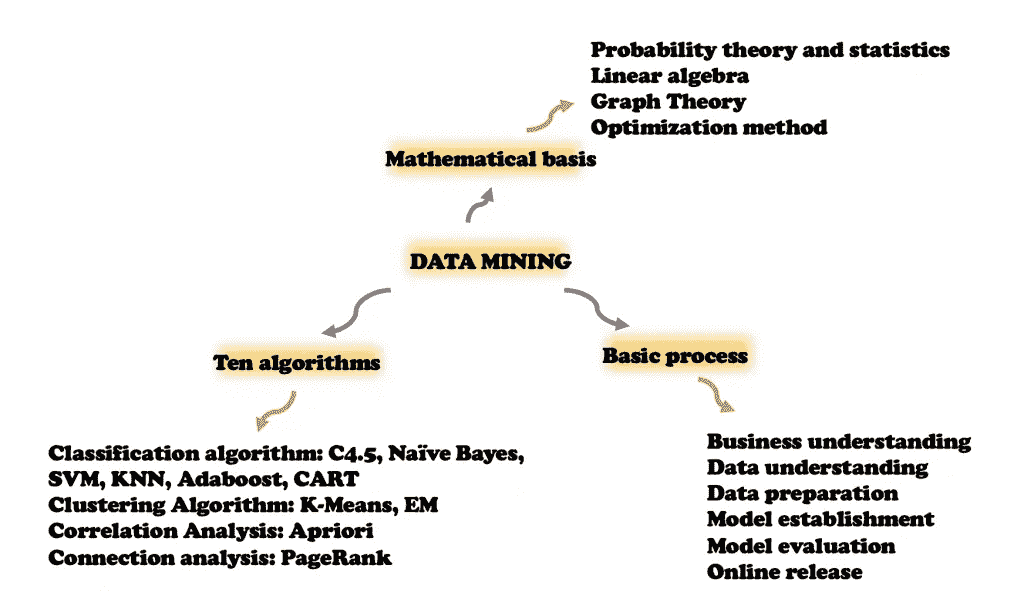 Probability theory and statistics
Linear algebra
Graph Theory
Optimization method
Mathematical basis
DATA MINING
Ten algorithms
Basic process
Classification algorithm: C4.5, Naïve Bayes,
SVM, KNN, Adaboost, CART
Clustering Algorithm: K-Means, EM
Correlation Analysis: Apriori
Connection analysis: PageRank
Business understanding
Data understanding
Data preparation
Model establishment
Model evaluation
Online release